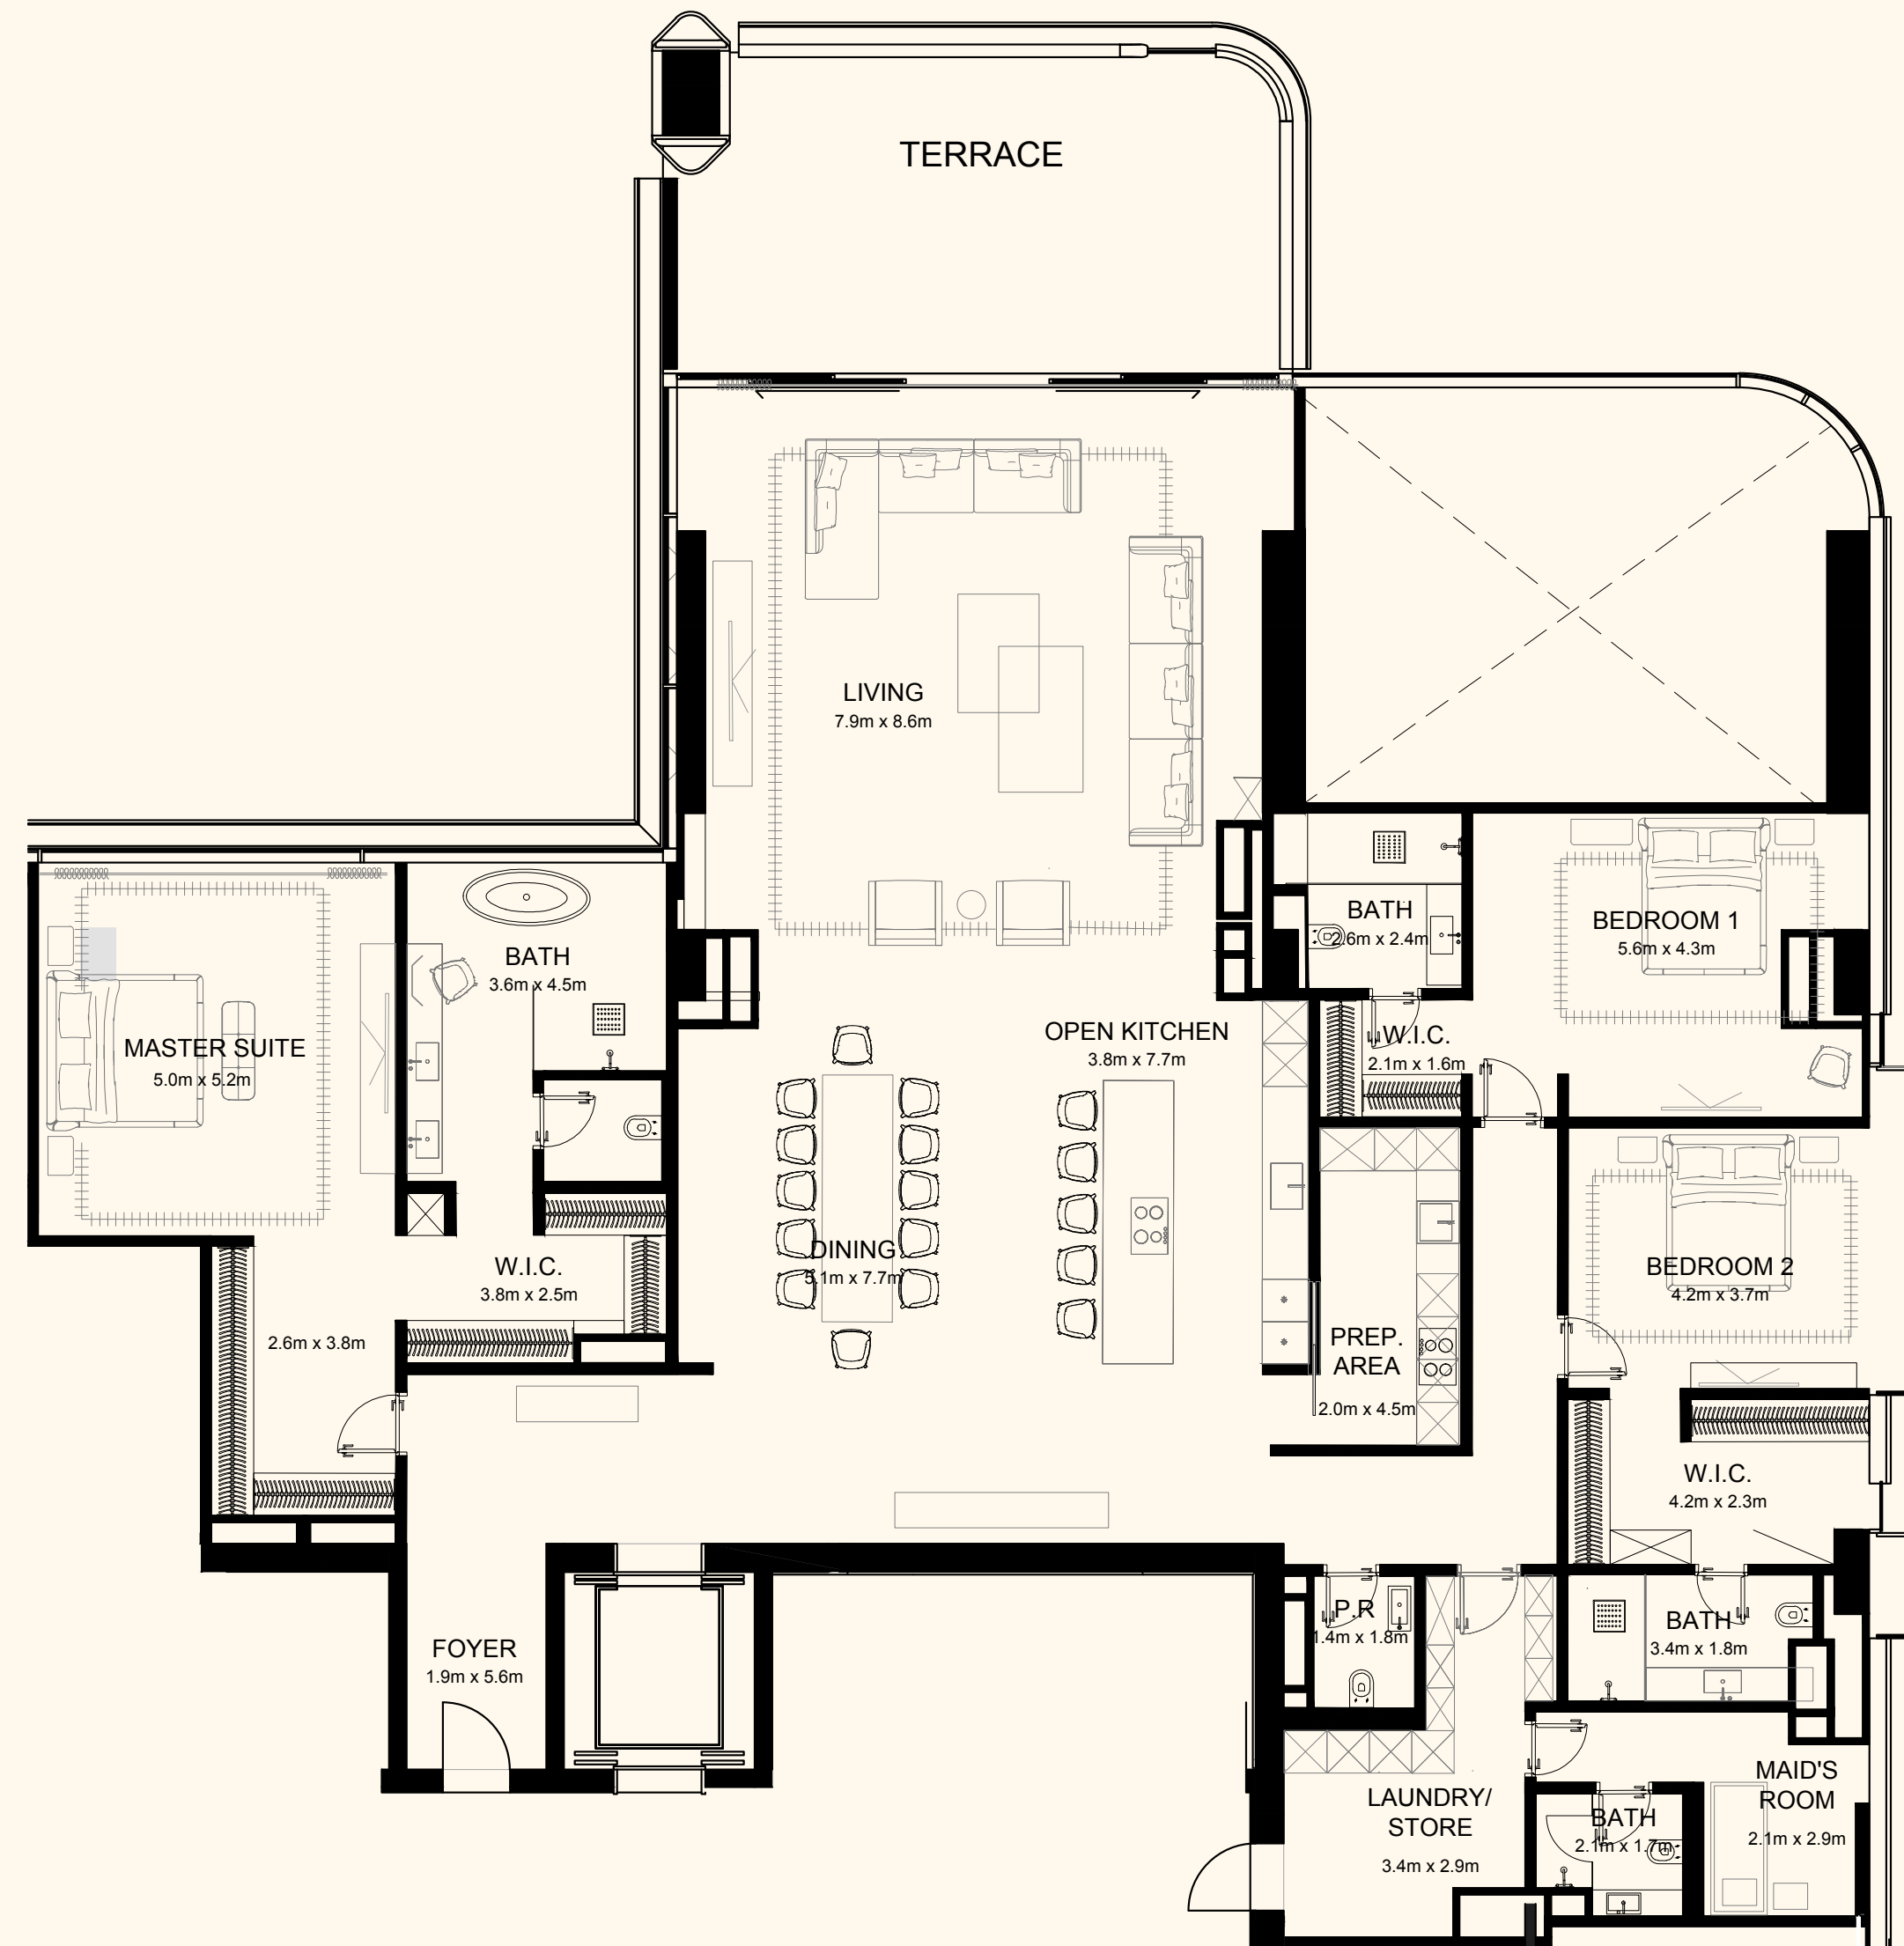 TERRACE
LIVING
7.9m x 8.6m
BATH
2.6m x 2.4m
BEDROOM 1
5.6m x 4.3m
BATH
3.6m x 4.5m
MASTER SUITE
5.0m x 5.2m
OPEN KITCHEN
3.8m x 7.7m
W.I.C.
2.1m x 1.6m
DINING
5.1m x 7.7m
W.I.C.
3.8m x 2.5m
BEDROOM 2
4.2m x 3.7m
2.6m x 3.8m
PREP.
AREA
2.0m x 4.5m
W.I.C.
4.2m x 2.3m
FOYER
1.9m x 5.6m
P.R
1.4m x 1.8m
BATH
3.4m x 1.8m
LAUNDRY/
STORE
3.4m x 2.9m
BATH
2.1m x 1.7m
MAID'S
ROOM
2.1m x 2.9m